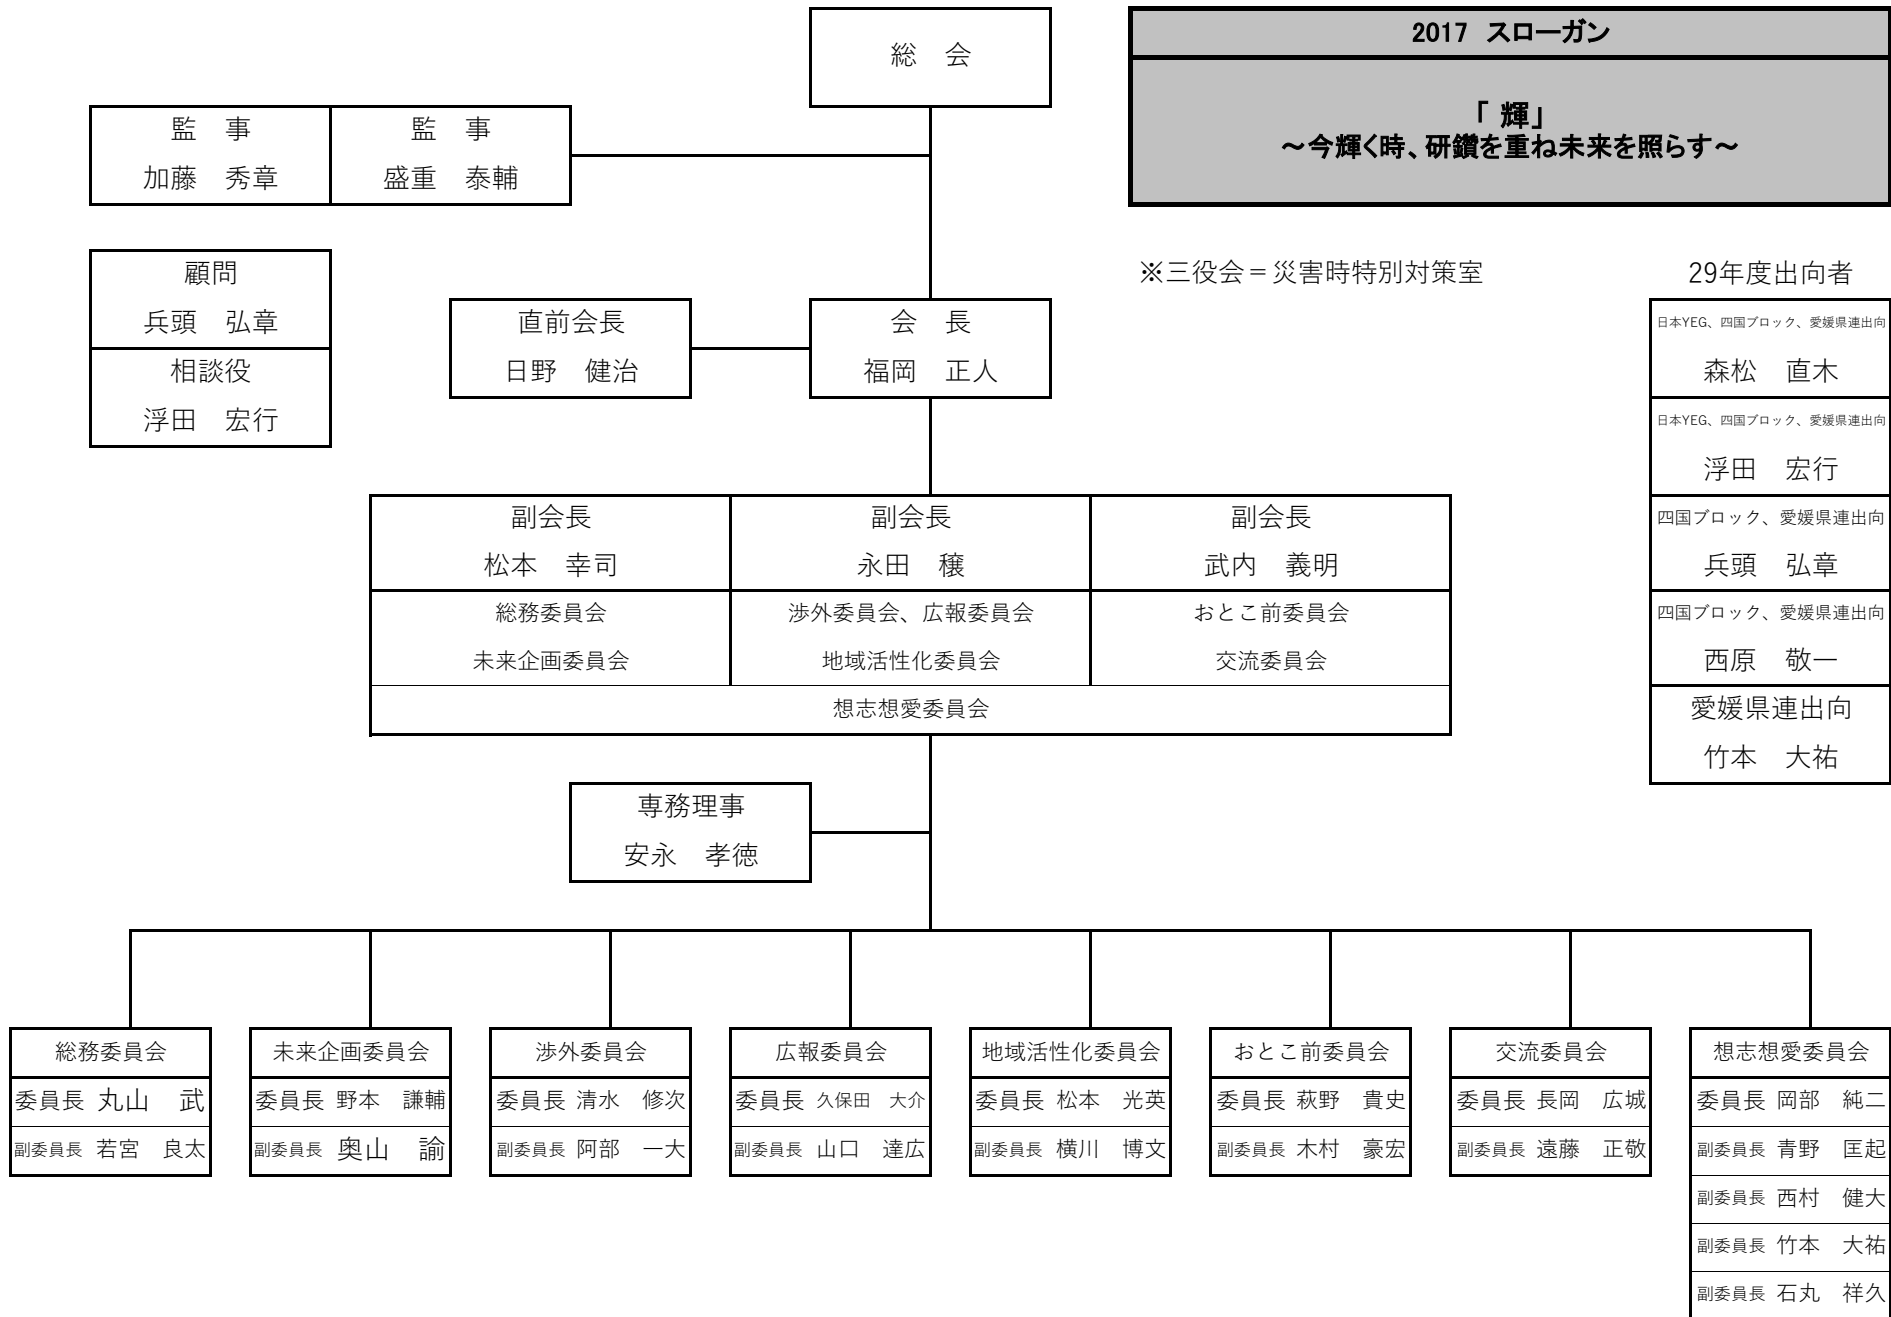 総　会
2017 スローガン
「 輝」
～今輝く時、研鑽を重ね未来を照らす～
監　事
加藤　秀章
監　事
盛重　泰輔
顧問
兵頭　弘章
相談役
浮田　宏行
直前会長
日野　健治
会　長
福岡　正人
※三役会＝災害時特別対策室
29年度出向者
日本YEG、四国ブロック、愛媛県連出向
森松　直木
日本YEG、四国ブロック、愛媛県連出向
浮田　宏行
四国ブロック、愛媛県連出向
兵頭　弘章
四国ブロック、愛媛県連出向
西原　敬一
愛媛県連出向
竹本　大祐
副会長
松本　幸司
総務委員会
未来企画委員会
副会長
永田　穣
渉外委員会、広報委員会
地域活性化委員会
副会長
武内　義明
おとこ前委員会
交流委員会
想志想愛委員会
専務理事
安永　孝徳
総務委員会
委員長 丸山　武
副委員長 若宮　良太
未来企画委員会
委員長 野本　謙輔
副委員長 奥山　諭
渉外委員会
委員長 清水　修次
副委員長 阿部　一大
広報委員会
委員長 久保田　大介
副委員長 山口　達広
地域活性化委員会
委員長 松本　光英
副委員長 横川　博文
おとこ前委員会
委員長 萩野　貴史
副委員長 木村　豪宏
交流委員会
委員長 長岡　広城
副委員長 遠藤　正敬
想志想愛委員会
委員長 岡部　純二
副委員長 青野　匡起
副委員長 西村　健大
副委員長 竹本　大祐
副委員長 石丸　祥久